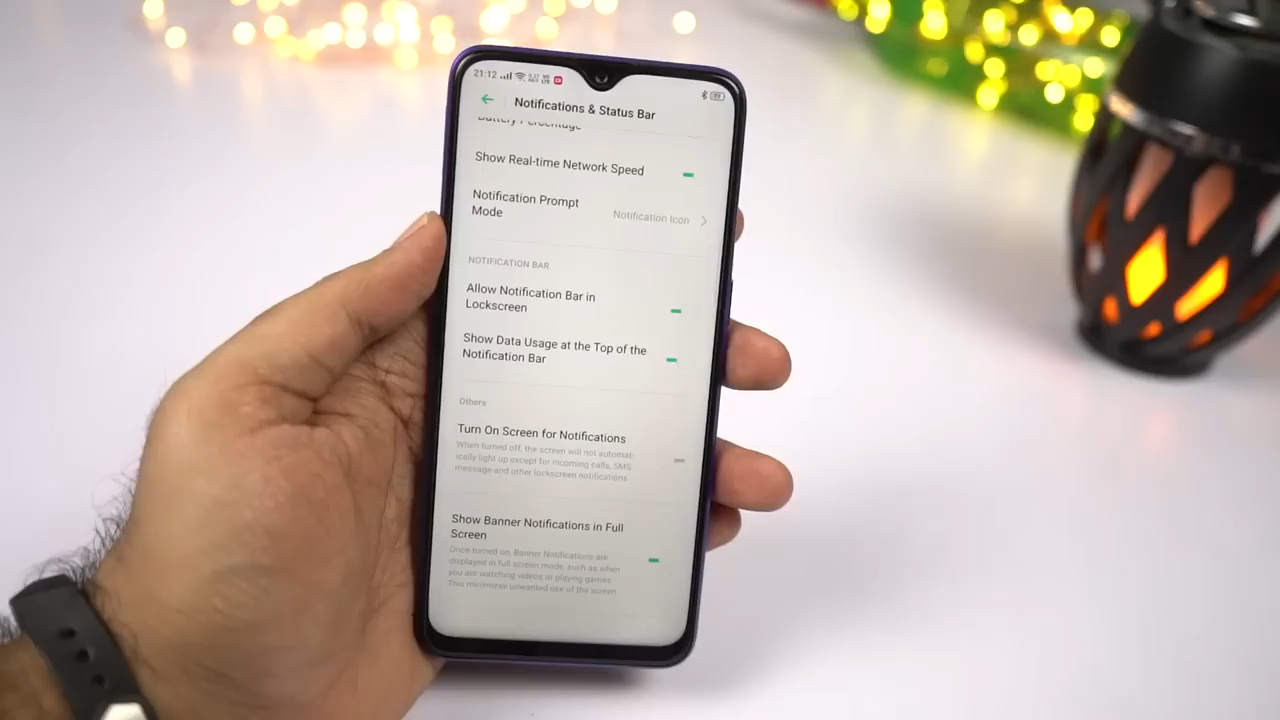 21:12
Notifications & Status Bar
Battery Percentage
Show Real-time Network Speed
Notification Prompt
Mode
Notification Icon
NOTIFICATION BAR
Allow Notification Bar in
Lockscreen
Show Data Usage at the Top of the
Notification Bar
Others
Turn On Screen for Notifications
When turned off, the screen will not automat-
ically light up except for incoming calls, SMS
message and other lockscreen notifications.
Show Banner Notifications in Full
Screen
Once turned on, Banner Notifications are
displayed in full screen mode, such as when
you are watching videos or playing games.
This minimizes unwanted use of the screen.